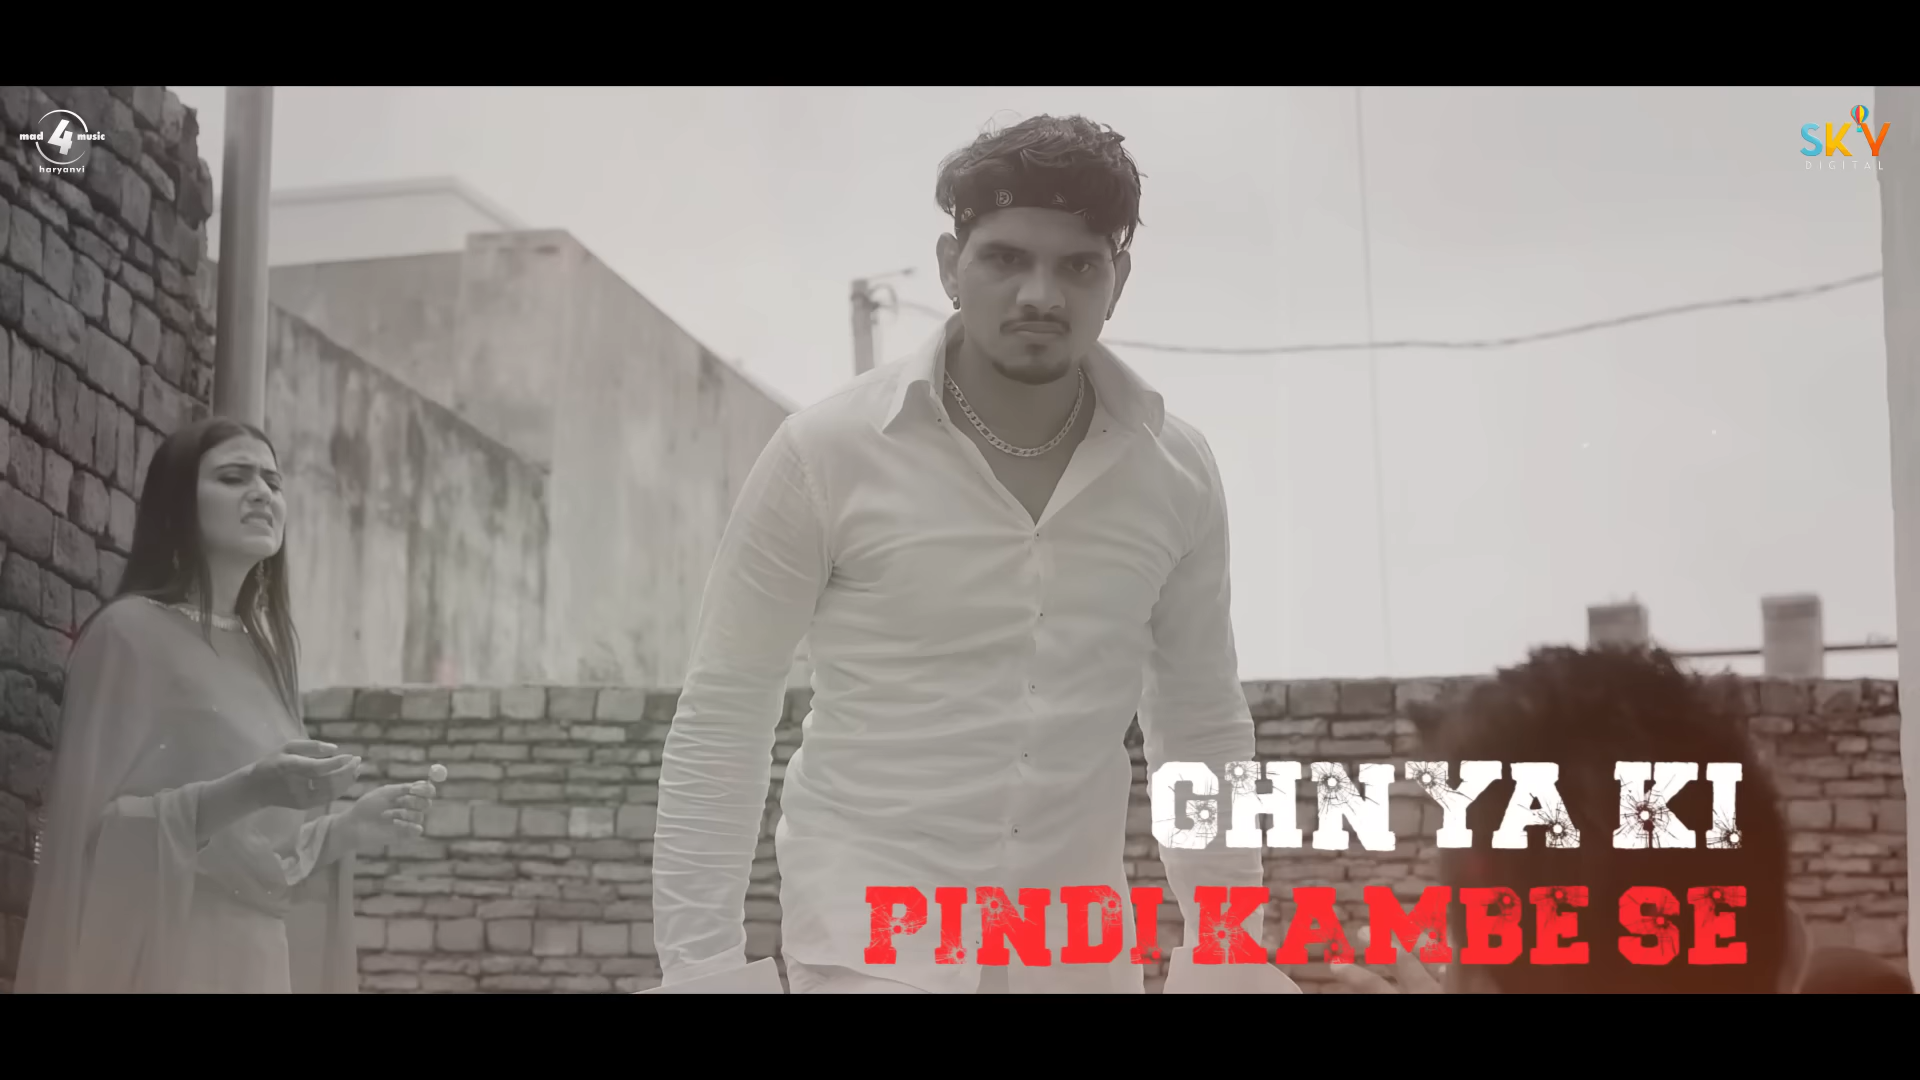 mad 4 music
haryanvi
SKY
DIGITAL
GHNYA KI
PINDI KAMBE SE